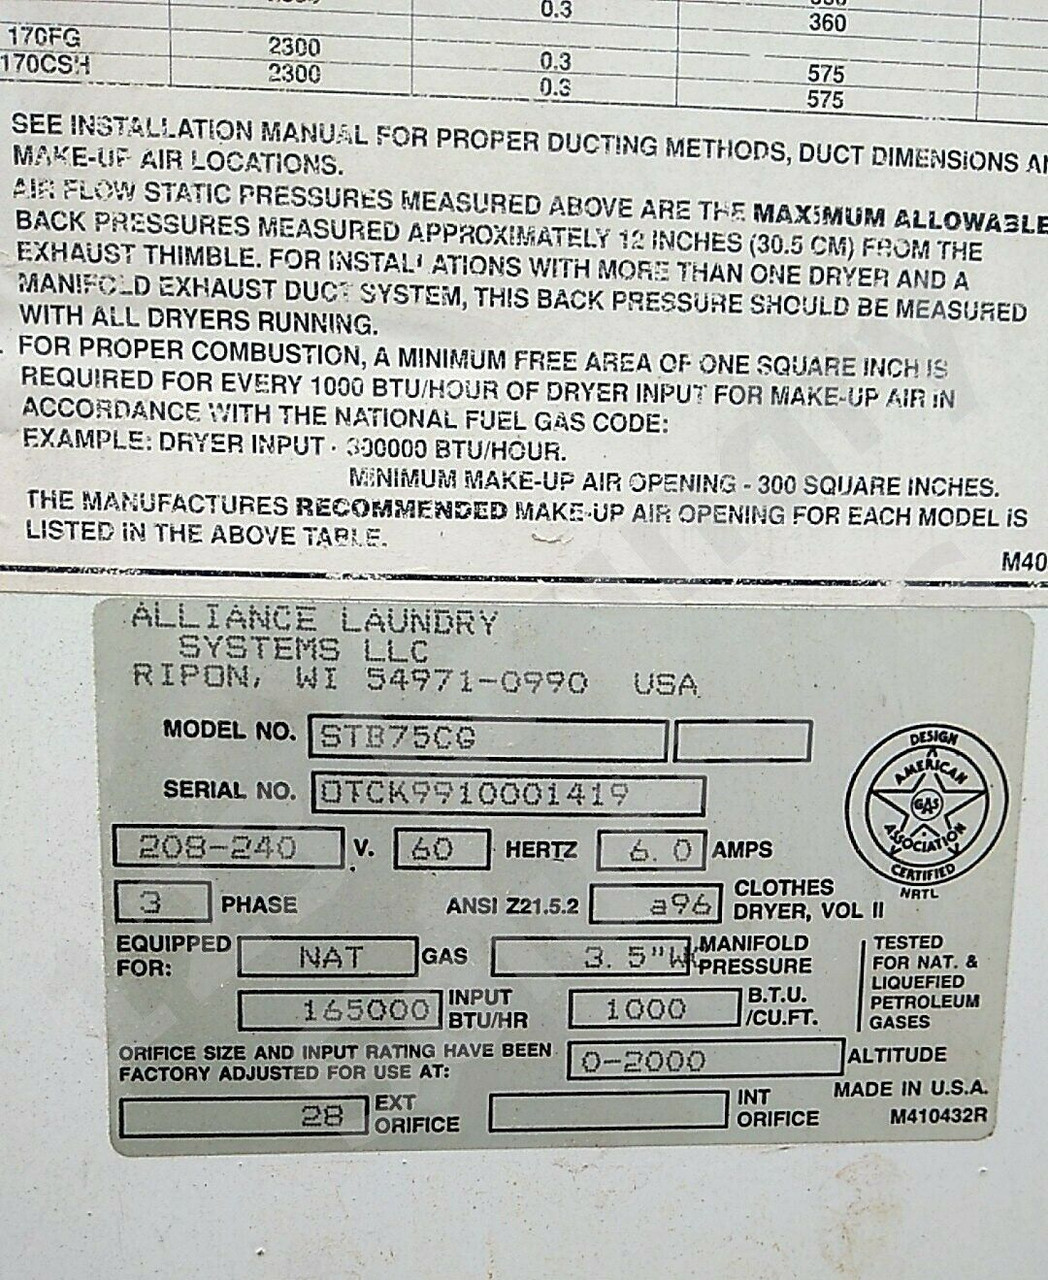 0.3
360
170FG 2300 0.3 575
170CSH 2300 0.3 575
SEE INSTALLATION MANUAL FOR PROPER DUCTING METHODS, DUCT DIMENSIONS
MAKE-UP AIR LOCATIONS.
AIR FLOW STATIC PRESSURES MEASURED ABOVE ARE THE MAXIMUM ALLOWABLE
BACK PRESSURES MEASURED APPROXIMATELY 12 INCHES (30.5 CM) FROM THE
EXHAUST THIMBLE. FOR INSTALLATIONS WITH MORE THAN ONE DRYER AND A
MANIFOLD EXHAUST DUCT SYSTEM, THIS BACK PRESSURE SHOULD BE MEASURED
WITH ALL DRYERS RUNNING.
FOR PROPER COMBUSTION, A MINIMUM FREE AREA OF ONE SQUARE INCH IS
REQUIRED FOR EVERY 1000 BTU/HOUR OF DRYER INPUT FOR MAKE-UP AIR IN
ACCORDANCE WITH THE NATIONAL FUEL GAS CODE:
EXAMPLE: DRYER INPUT - 300000 BTU/HOUR.
MINIMUM MAKE-UP AIR OPENING - 300 SQUARE INCHES.
THE MANUFACTURES RECOMMENDED MAKE-UP AIR OPENING FOR EACH MODEL IS
LISTED IN THE ABOVE TABLE.
M40
ALLIANCE LAUNDRY
SYSTEMS LLC
RIPON, WI 54971-0990 USA
MODEL NO. STB75CG
SERIAL NO. 0TCK9910001419
208-240 V. 60 HERTZ 6.0 AMPS
3 PHASE ANSI Z21.5.2 a96 CLOTHES DRYER, VOL II
EQUIPPED FOR: NAT GAS 3.5"W MANIFOLD PRESSURE
165000 INPUT BTU/HR 1000 B.T.U. /CU.FT.
TESTED
FOR NAT. &
LIQUEFIED
PETROLEUM
GASES
ORIFICE SIZE AND INPUT RATING HAVE BEEN
FACTORY ADJUSTED FOR USE AT: 0-2000 ALTITUDE
28 EXT ORIFICE INT ORIFICE
MADE IN U.S.A.
M410432R
DESIGN
AMERICAN
GAS
ASSOCIATION
CERTIFIED
NRTL